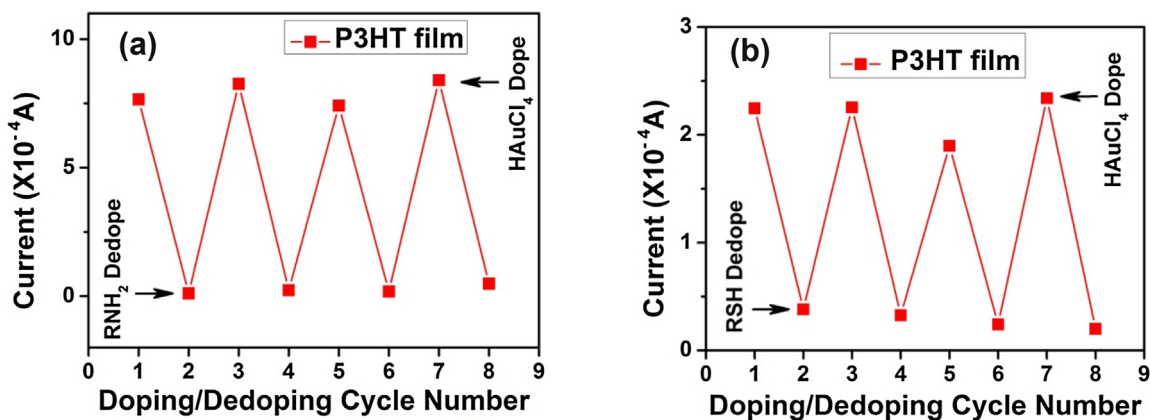 (a)
P3HT film
10
5
0
Current (X10⁻⁴A)
HAuCl₄ Dope
RNH₂ Dedope
0 1 2 3 4 5 6 7 8 9
Doping/Dedoping Cycle Number
(b)
P3HT film
3
2
1
0
Current (X10⁻⁴A)
HAuCl₄ Dope
RSH Dedope
0 1 2 3 4 5 6 7 8 9
Doping/Dedoping Cycle Number